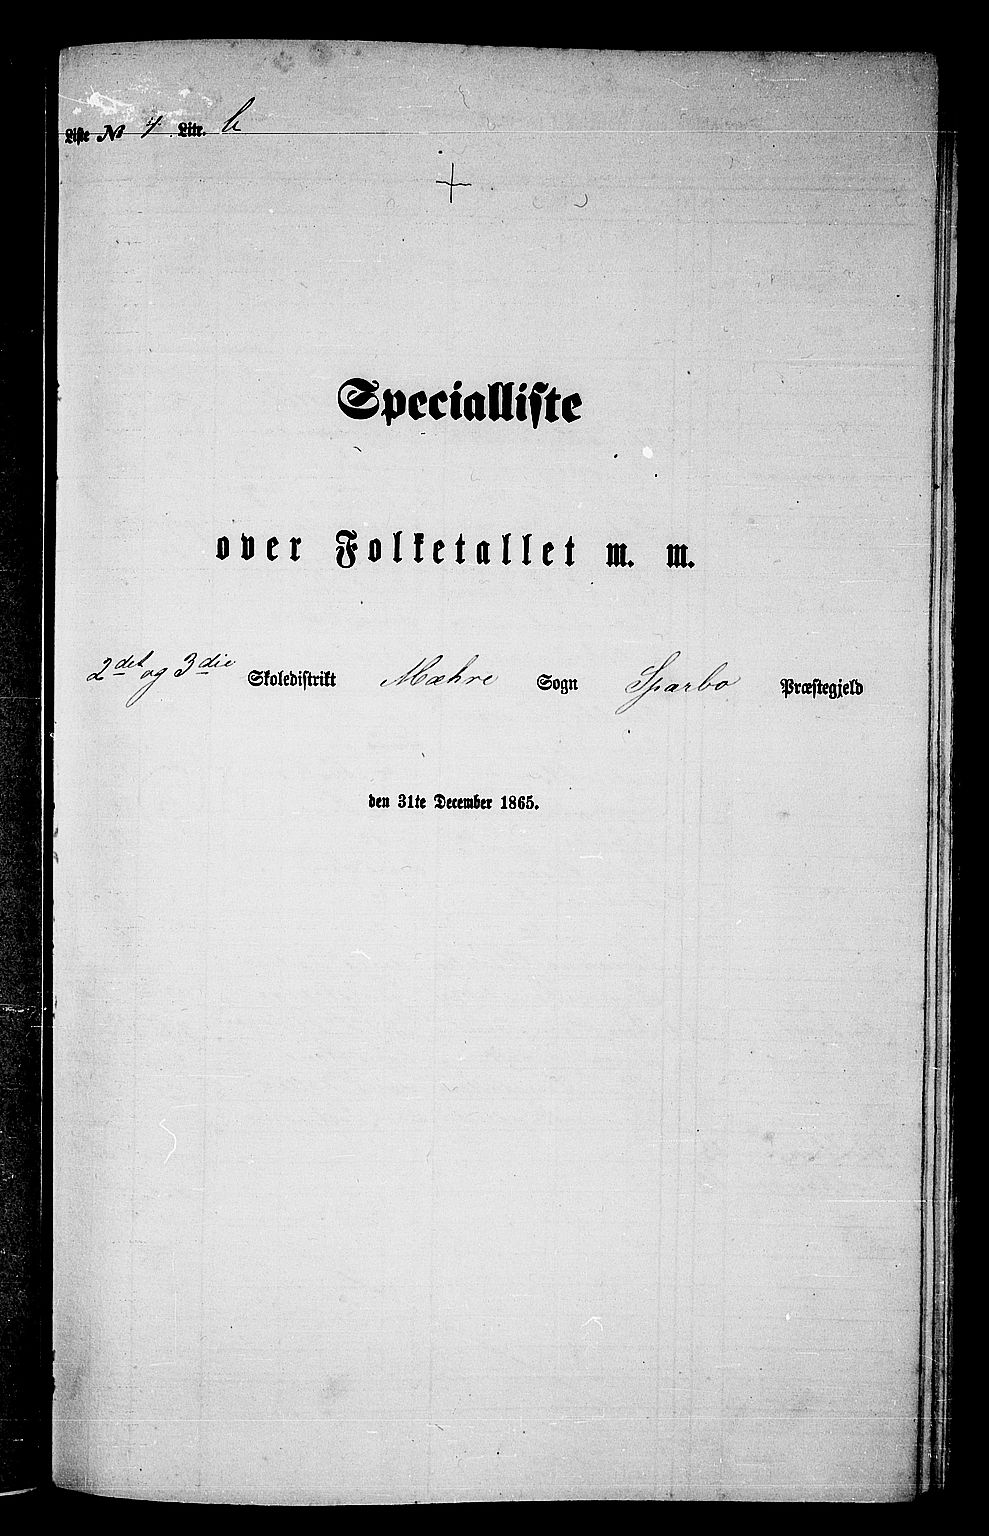 Liste № 4 Litr. b
Specialliste
over Folketallet m. m.
2det og 3die Skoledistrikt Mæhre Sogn Sparbo Præstegjeld
den 31te December 1865.